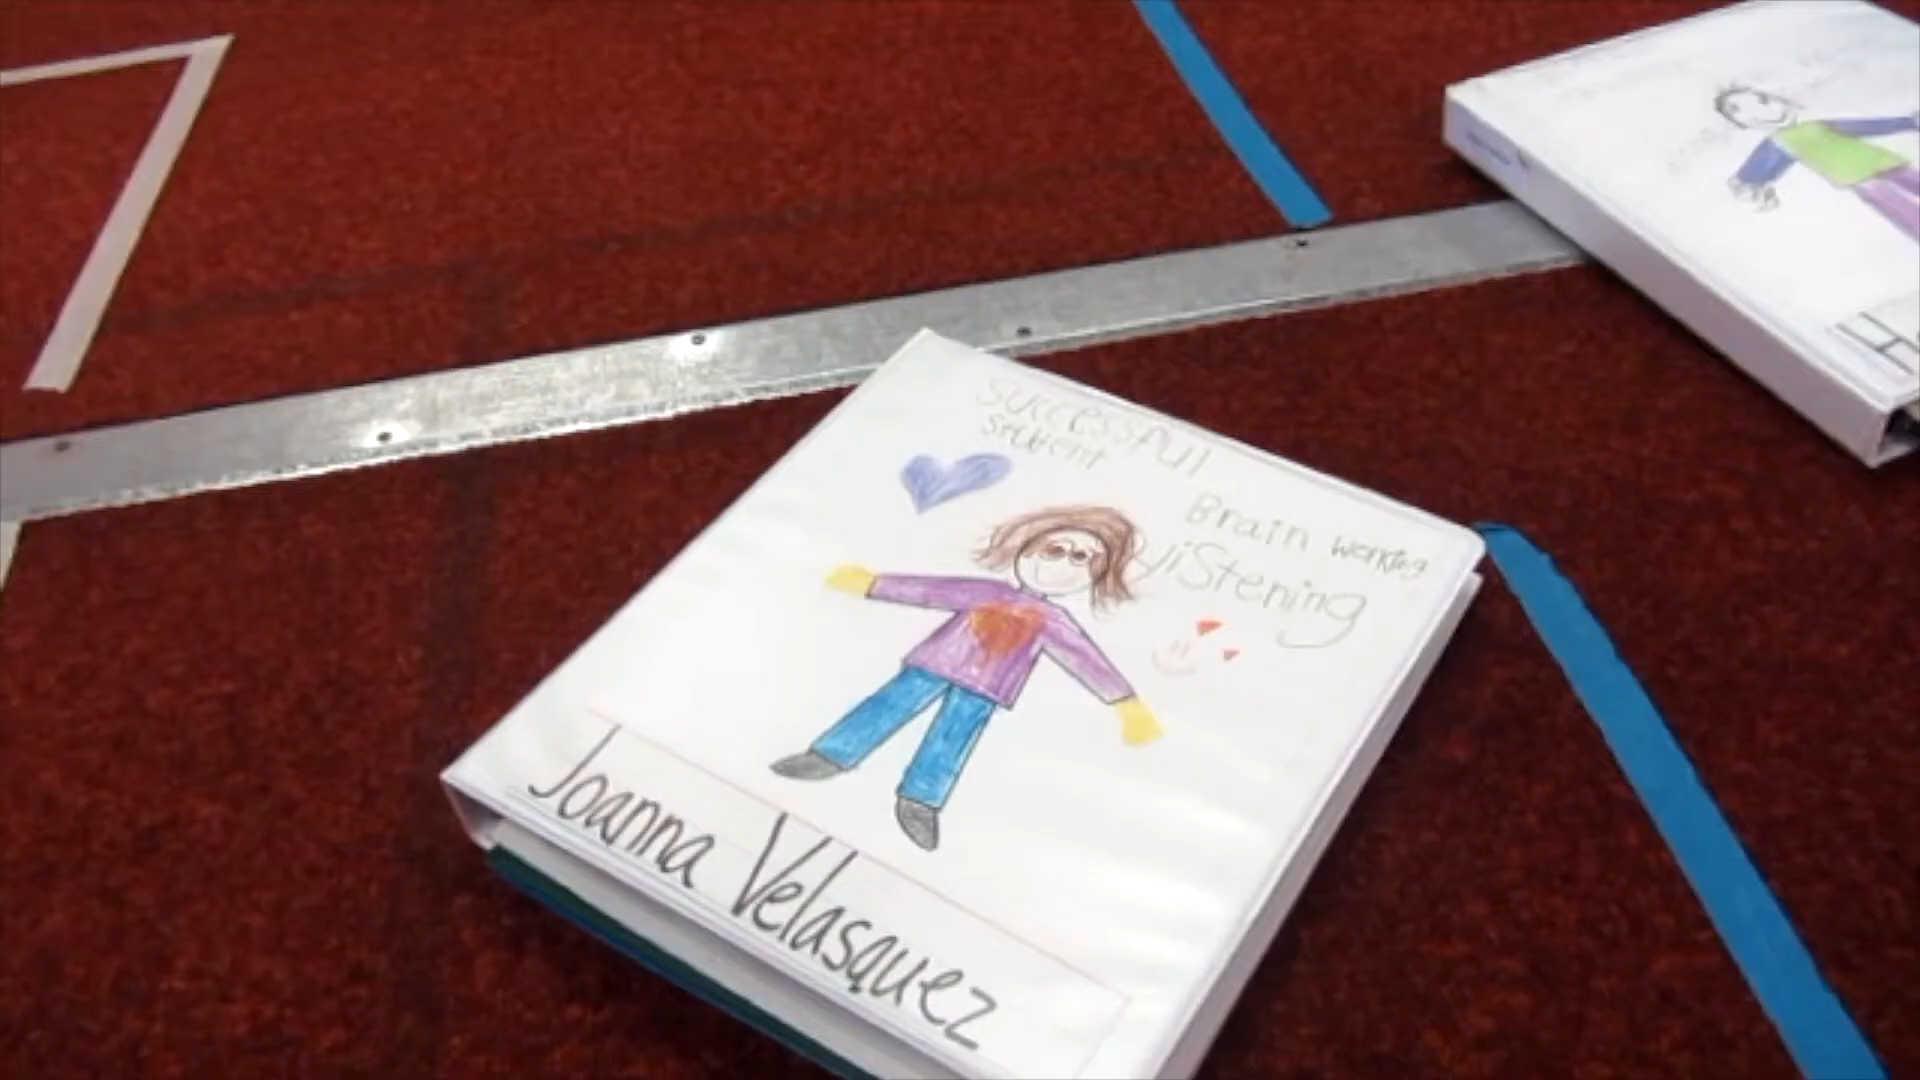 successful
student
Brain working
listening
Joanna Velasquez